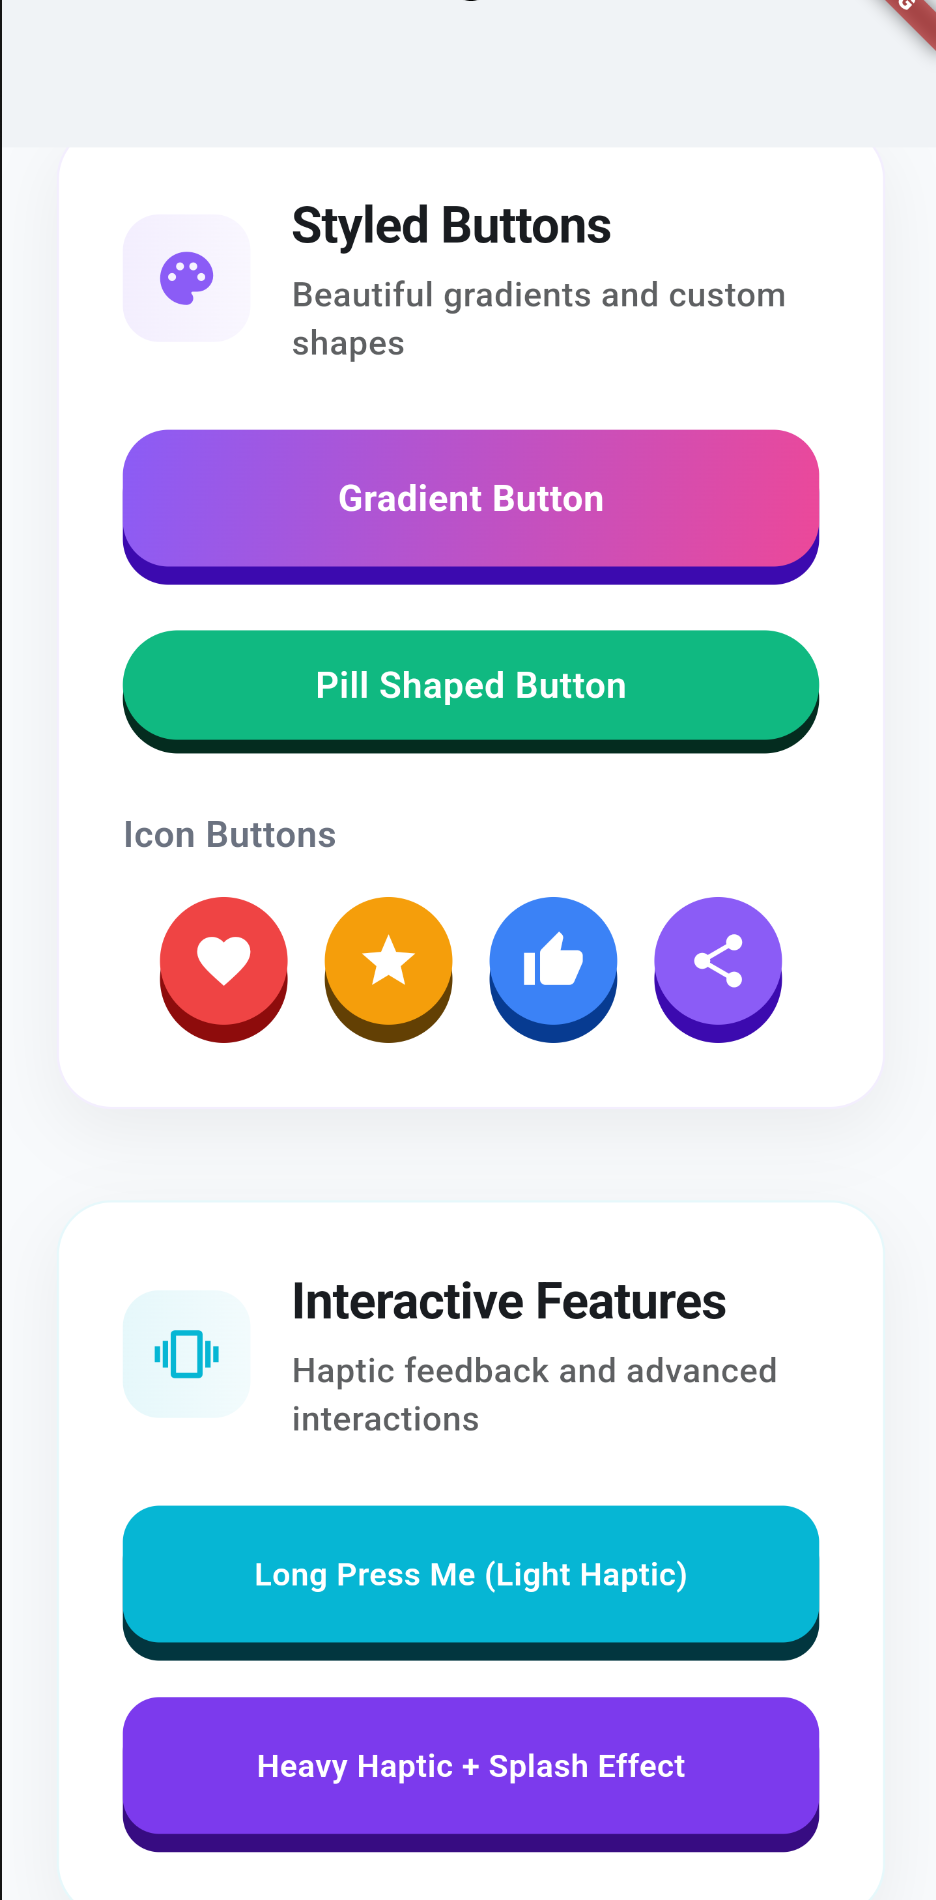 Styled Buttons
Beautiful gradients and custom
shapes
Gradient Button
Pill Shaped Button
Icon Buttons
Interactive Features
Haptic feedback and advanced
interactions
Long Press Me (Light Haptic)
Heavy Haptic + Splash Effect